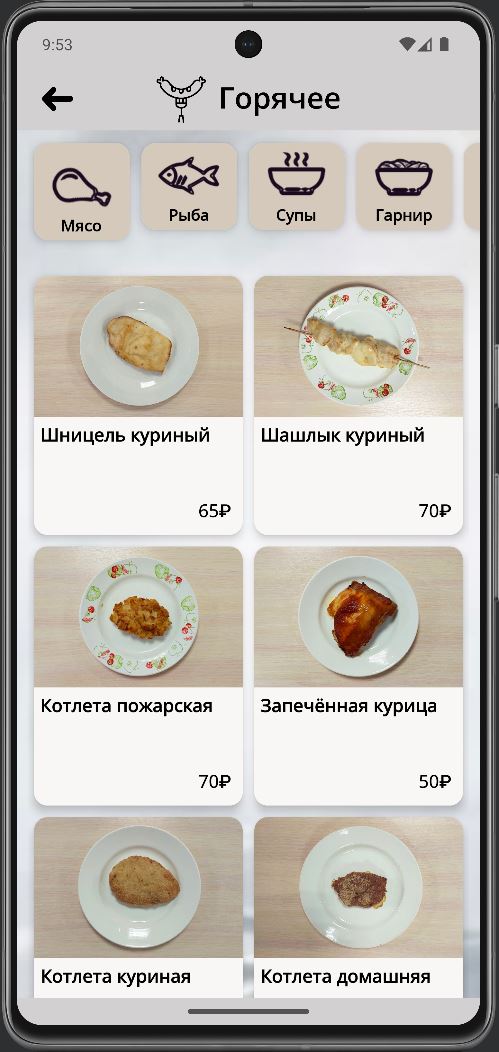 9:53
Горячее
Мясо
Рыба
Супы
Гарнир
Шницель куриный
Шашлык куриный
65₽
70₽
Котлета пожарская
Запечённая курица
70₽
50₽
Котлета куриная
Котлета домашняя